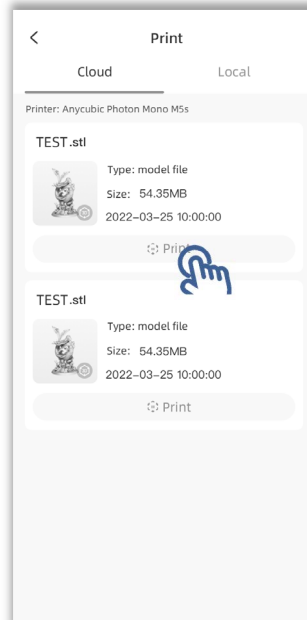 Print
Cloud Local
Printer: Anycubic Photon Mono M5s
TEST.stl
Type: model file
Size: 54.35MB
2022-03-25 10:00:00
Print
TEST.stl
Type: model file
Size: 54.35MB
2022-03-25 10:00:00
Print